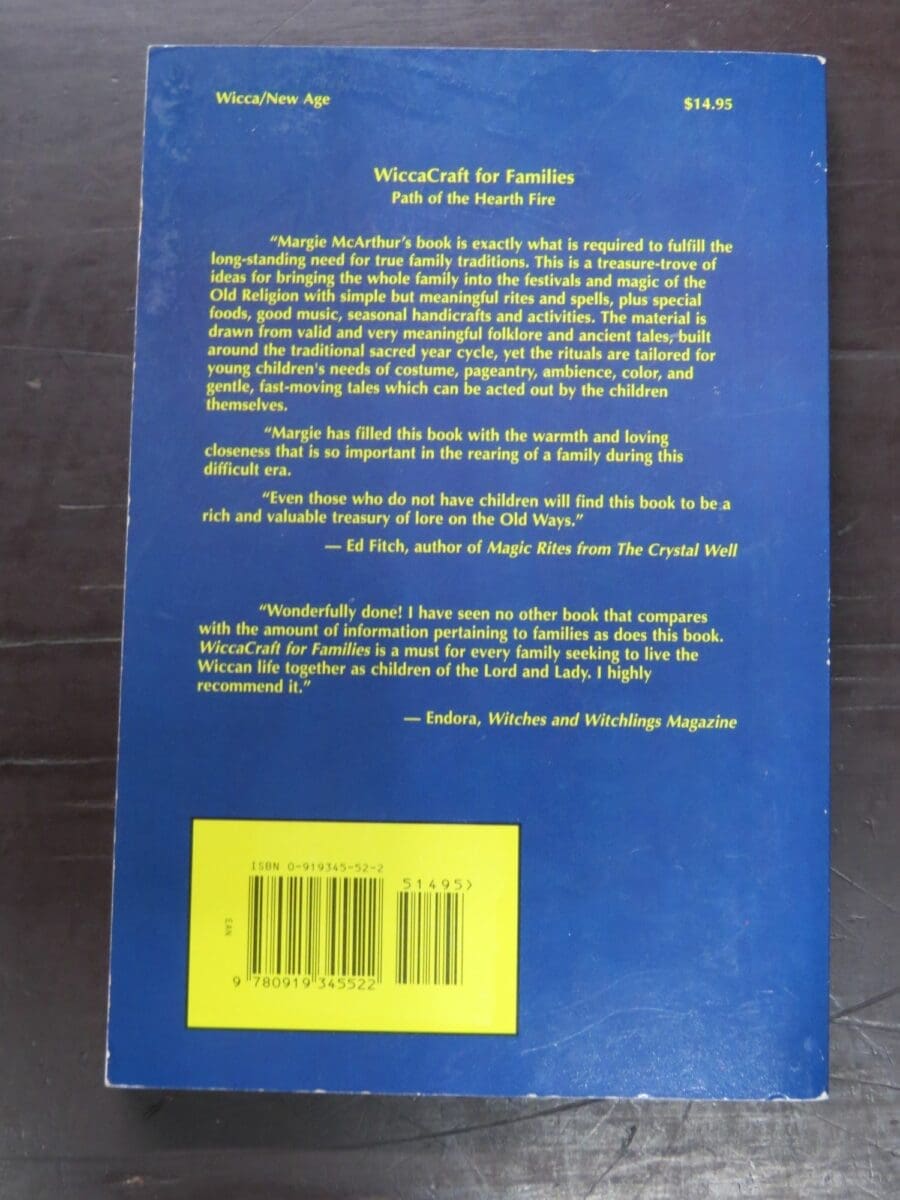 Wicca/New Age
$14.95
WiccaCraft for Families
Path of the Hearth Fire
"Margie McArthur's book is exactly what is required to fulfill the
long-standing need for true family traditions. This is a treasure-trove of
ideas for bringing the whole family into the festivals and magic of the
Old Religion with simple but meaningful rites and spells, plus special
foods, good music, seasonal handicrafts and activities. The material is
drawn from valid and very meaningful folklore and ancient tales, built
around the traditional sacred year cycle, yet the rituals are tailored for
young children's needs of costume, pageantry, ambience, color, and
gentle, fast-moving tales which can be acted out by the children
themselves.
"Margie has filled this book with the warmth and loving
closeness that is so important in the rearing of a family during this
difficult era.
"Even those who do not have children will find this book to be a
rich and valuable treasury of lore on the Old Ways."
— Ed Fitch, author of Magic Rites from The Crystal Well
"Wonderfully done! I have seen no other book that compares
with the amount of information pertaining to families as does this book.
WiccaCraft for Families is a must for every family seeking to live the
Wiccan life together as children of the Lord and Lady. I highly
recommend it."
— Endora, Witches and Witchlings Magazine
ISBN 0-919345-52-2
51495>
EAN
9 780919 345522